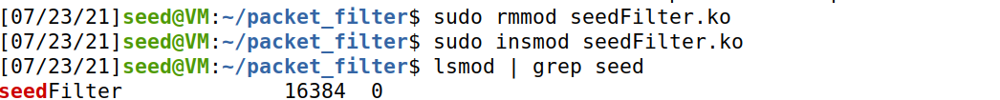 [07/23/21]seed@VM:~/packet_filter$ sudo rmmod seedFilter.ko
[07/23/21]seed@VM:~/packet_filter$ sudo insmod seedFilter.ko
[07/23/21]seed@VM:~/packet_filter$ lsmod | grep seed
seedFilter             16384  0